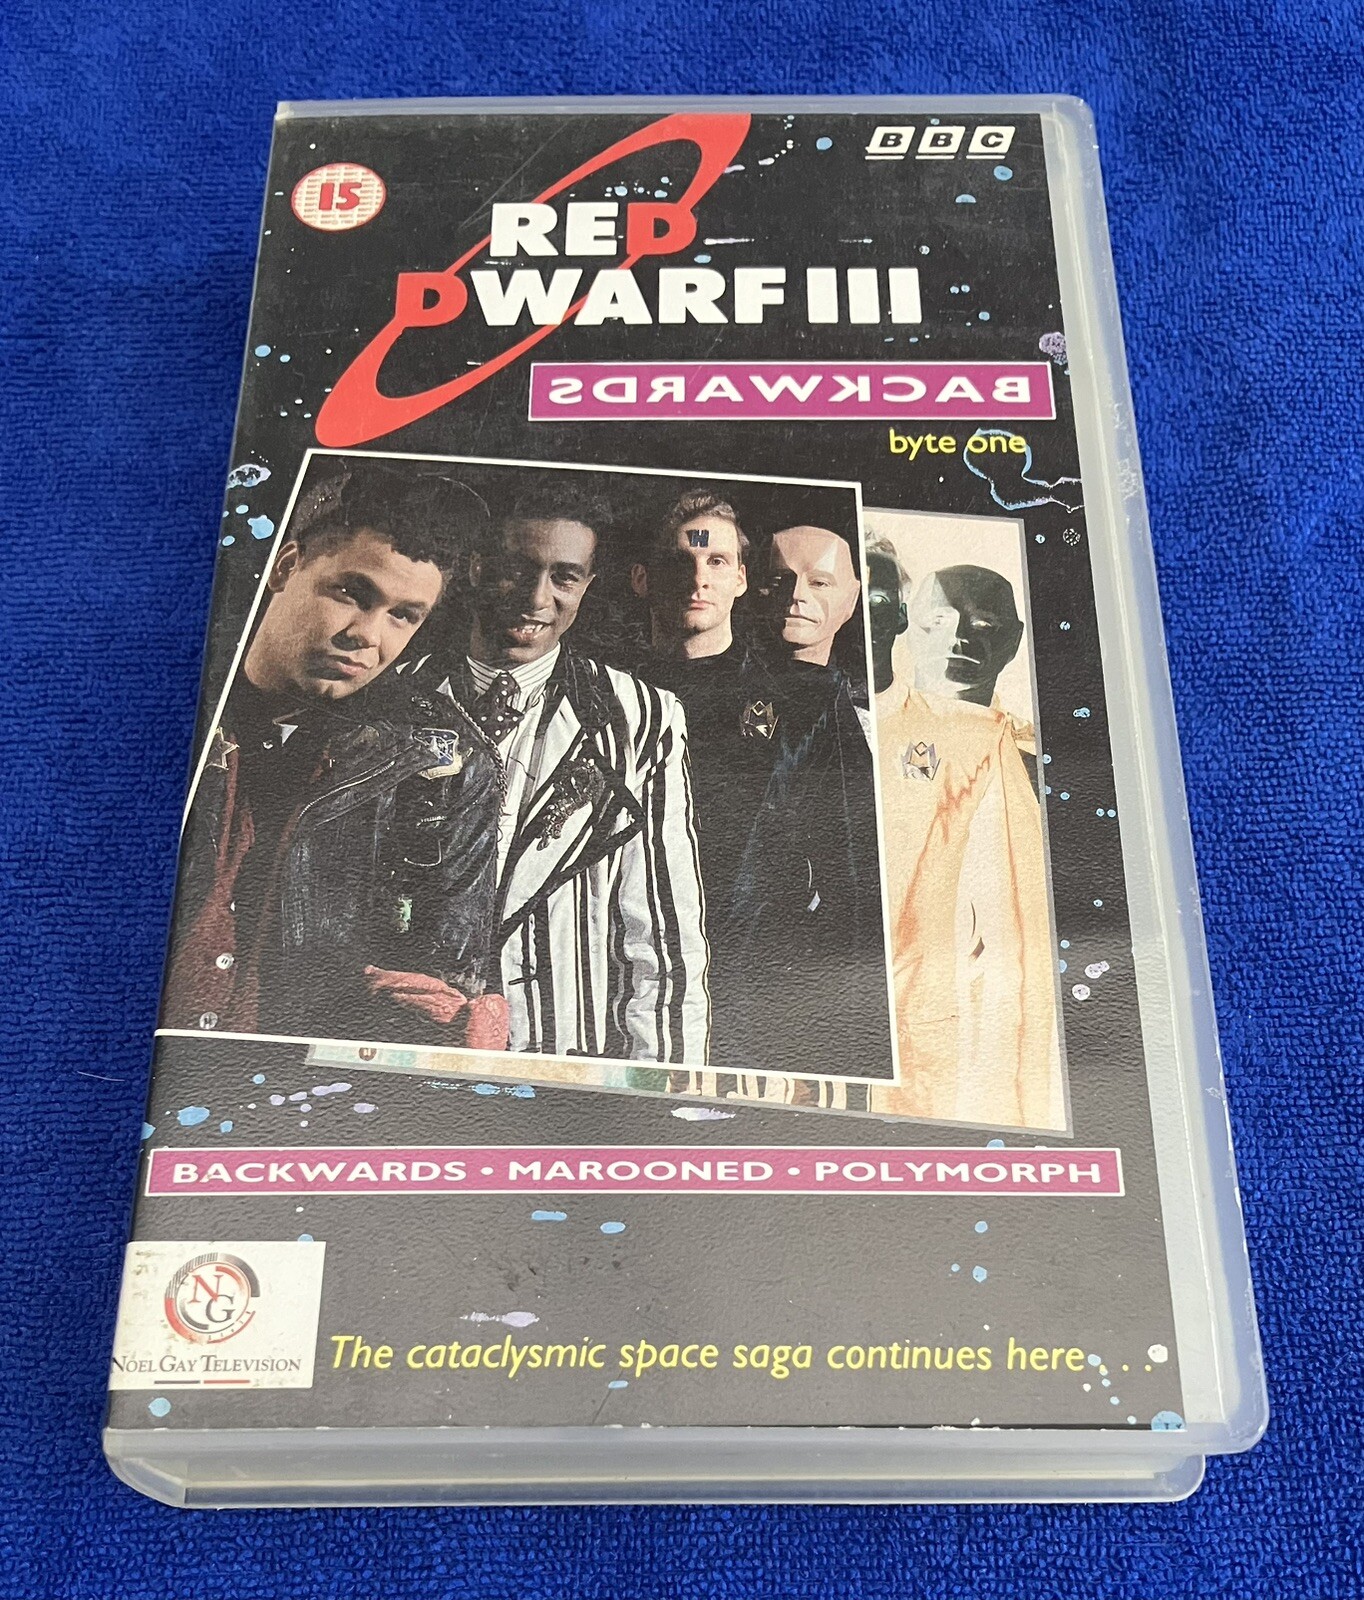 BBC
15
RED
DWARF III
BACKWARDS
byte one
H
BACKWARDS • MAROONED • POLYMORPH
NG
NOEL GAY TELEVISION
The cataclysmic space saga continues here . . .